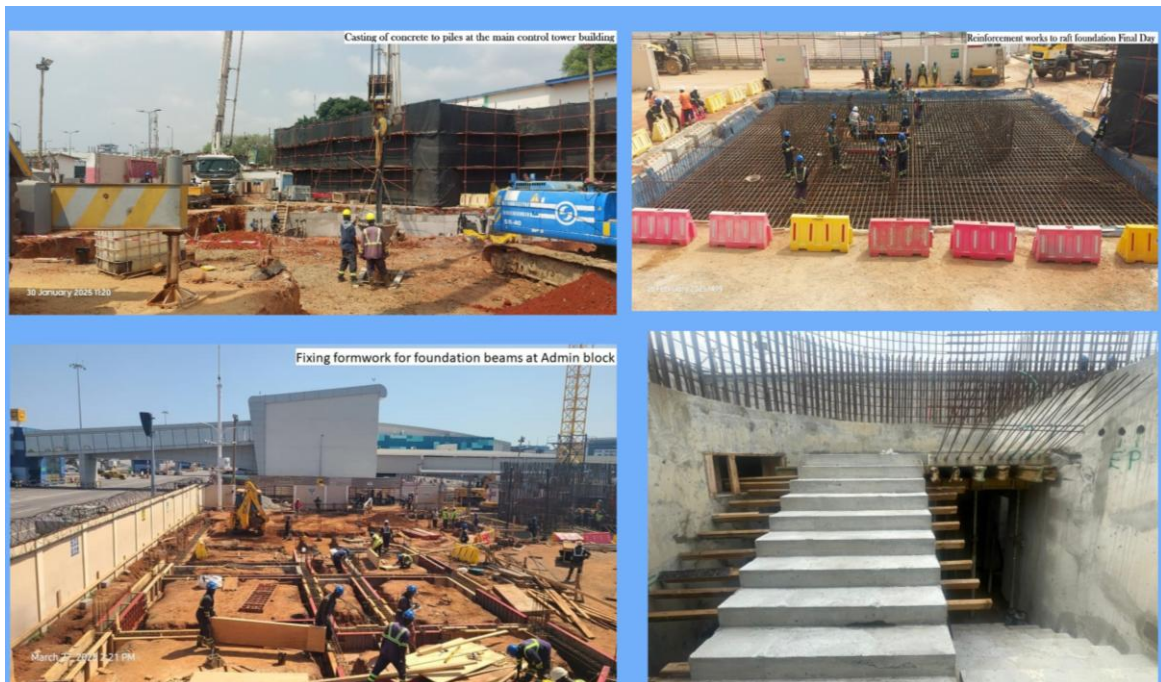 Casting of concrete to piles at the main control tower building
Reinforcement works to raft foundation Final Day
30 January 2025 11:20
Fixing formwork for foundation beams at Admin block
EP